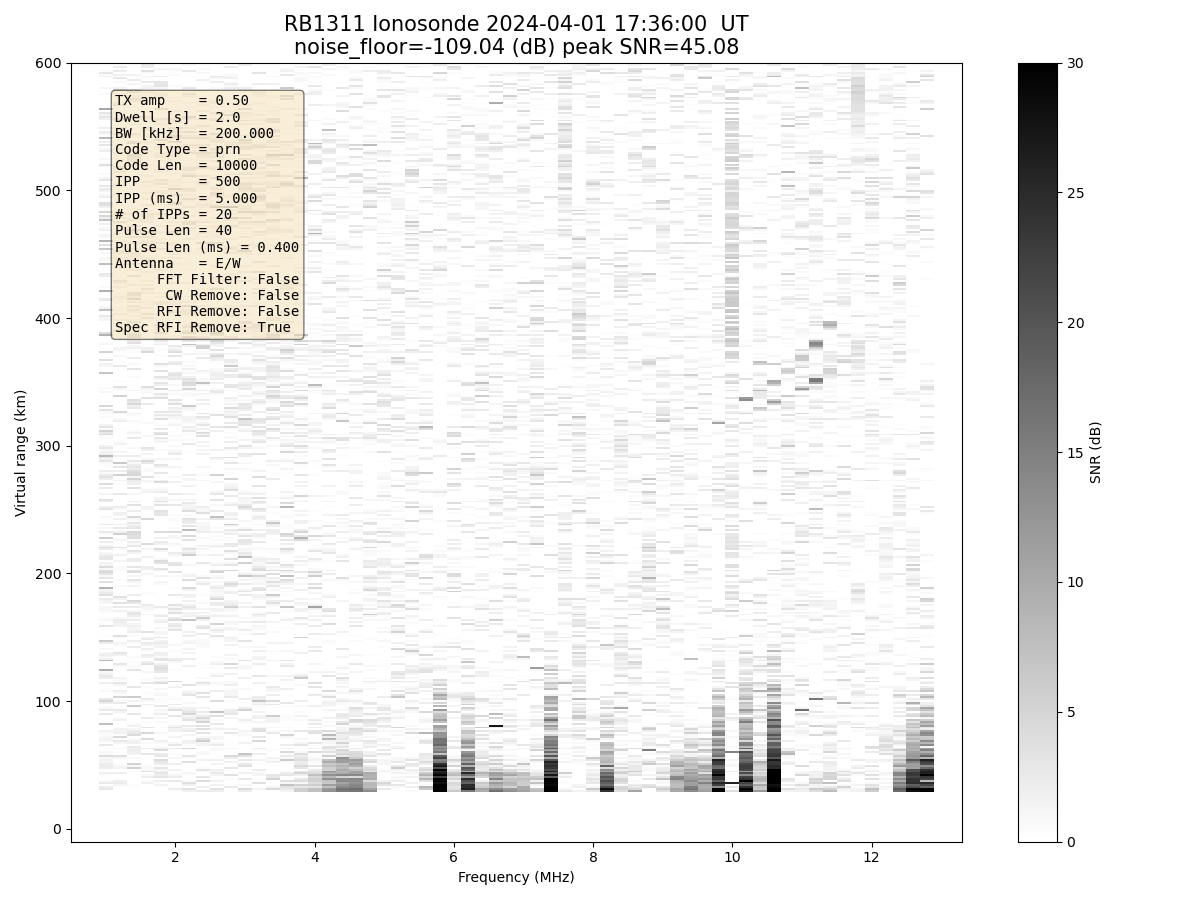 RB1311 Ionosonde 2024-04-01 17:36:00 UT
noise_floor=-109.04 (dB) peak SNR=45.08
600
500
400
300
200
100
0
Virtual range (km)
TX amp = 0.50
Dwell [s] = 2.0
BW [kHz] = 200.000
Code Type = prn
Code Len = 10000
IPP = 500
IPP (ms) = 5.000
# of IPPs = 20
Pulse Len = 40
Pulse Len (ms) = 0.400
Antenna = E/W
FFT Filter: False
CW Remove: False
RFI Remove: False
Spec RFI Remove: True
2 4 6 8 10 12
Frequency (MHz)
30
25
20
15
10
5
0
SNR (dB)